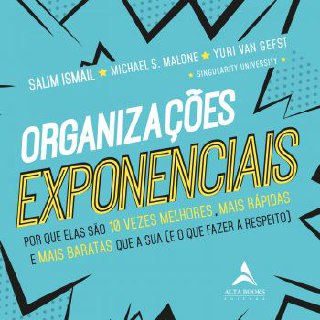 SALIM ISMAIL ★ MICHAEL S. MALONE ★ YURI VAN GEEST
★ SINGULARITY UNIVERSITY ★
ORGANIZAÇÕES
EXPONENCIAIS
POR QUE ELAS SÃO 10 VEZES MELHORES, MAIS RÁPIDAS
E MAIS BARATAS QUE A SUA (E O QUE FAZER A RESPEITO)
ALTA BOOKS
EDITORA